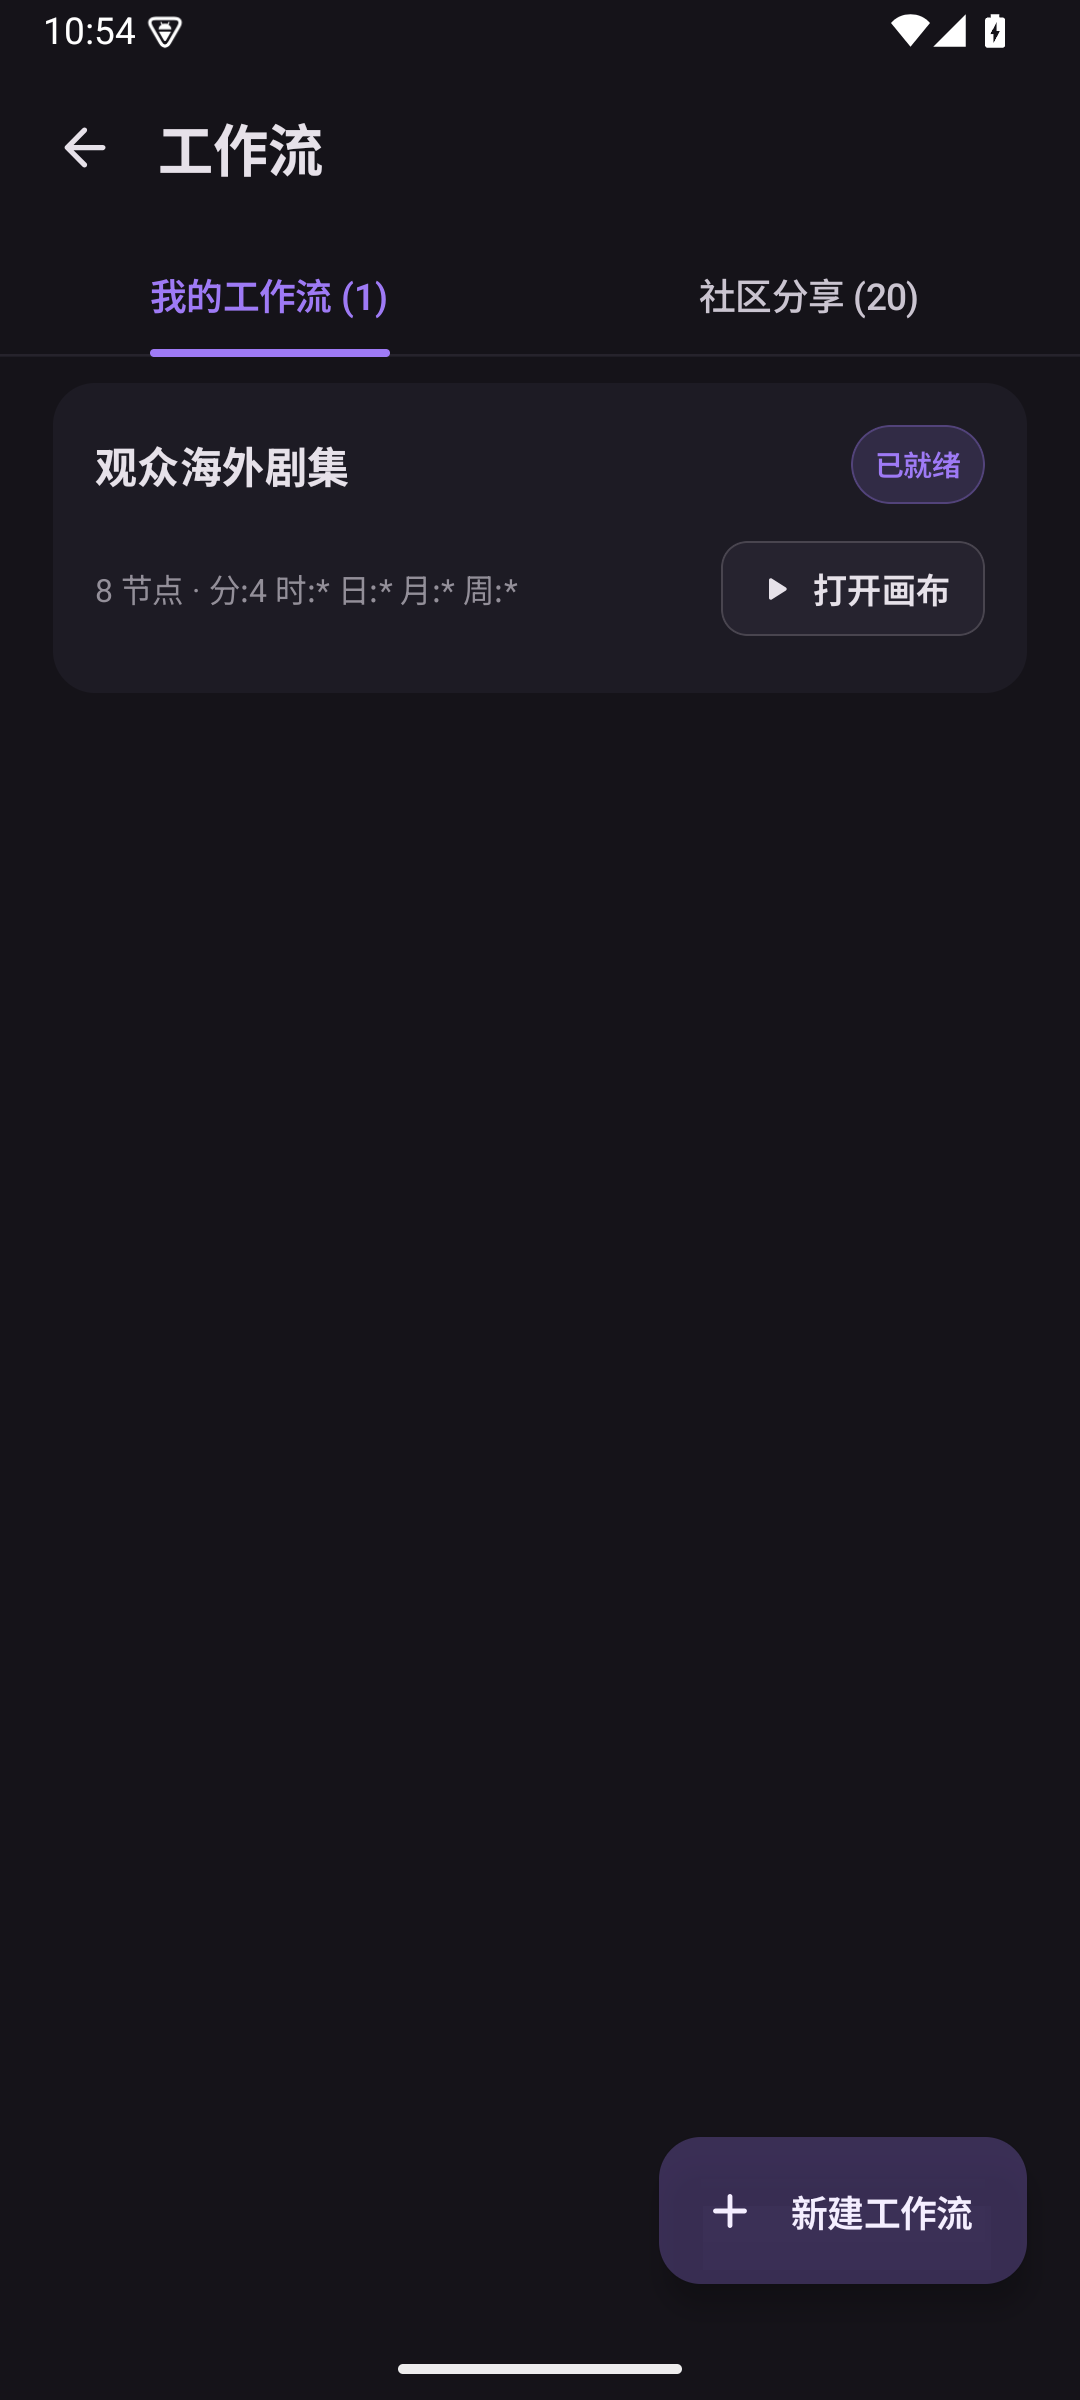 10:54
工作流
我的工作流 (1)
社区分享 (20)
观众海外剧集
已就绪
8 节点 · 分:4 时:* 日:* 月:* 周:*
打开画布
新建工作流